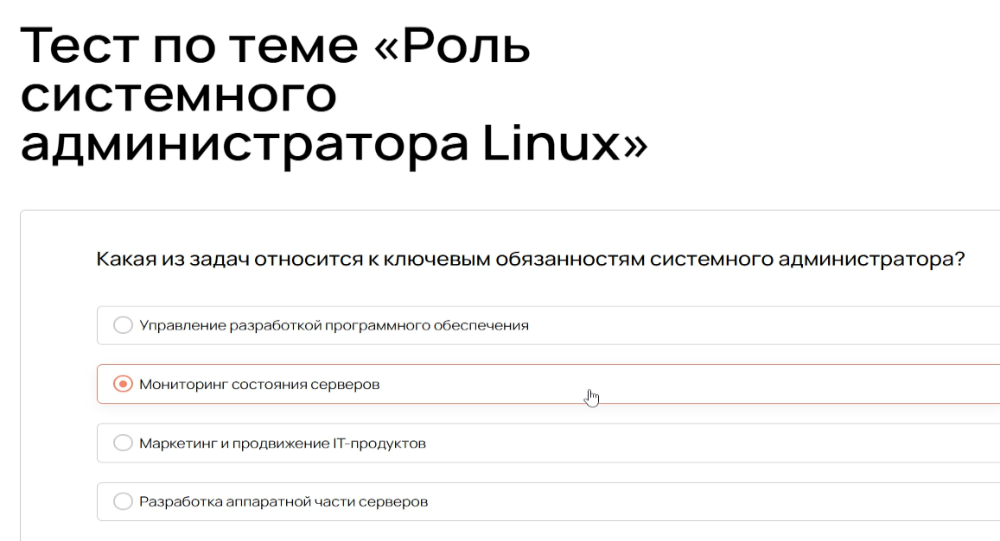 Тест по теме «Роль
системного
администратора Linux»
Какая из задач относится к ключевым обязанностям системного администратора?
Управление разработкой программного обеспечения
Мониторинг состояния серверов
Маркетинг и продвижение IT-продуктов
Разработка аппаратной части серверов